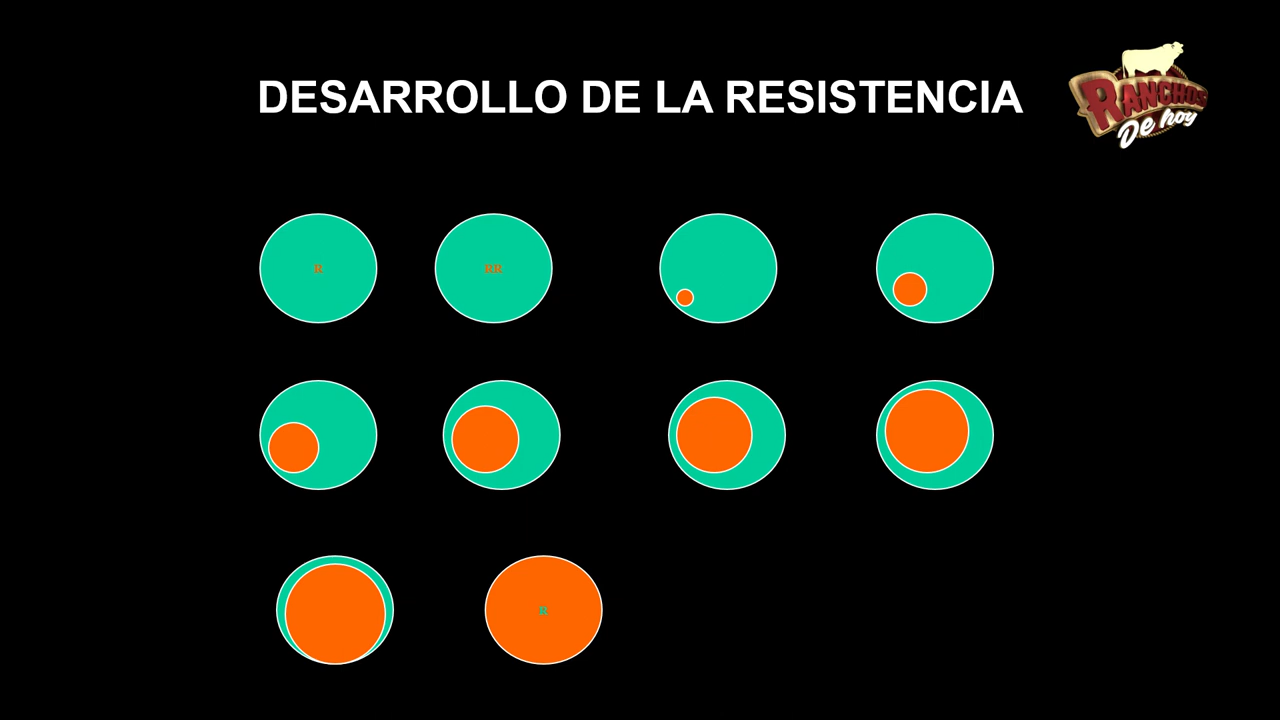 DESARROLLO DE LA RESISTENCIA
RANCHOS
De hoy
R
RR
R